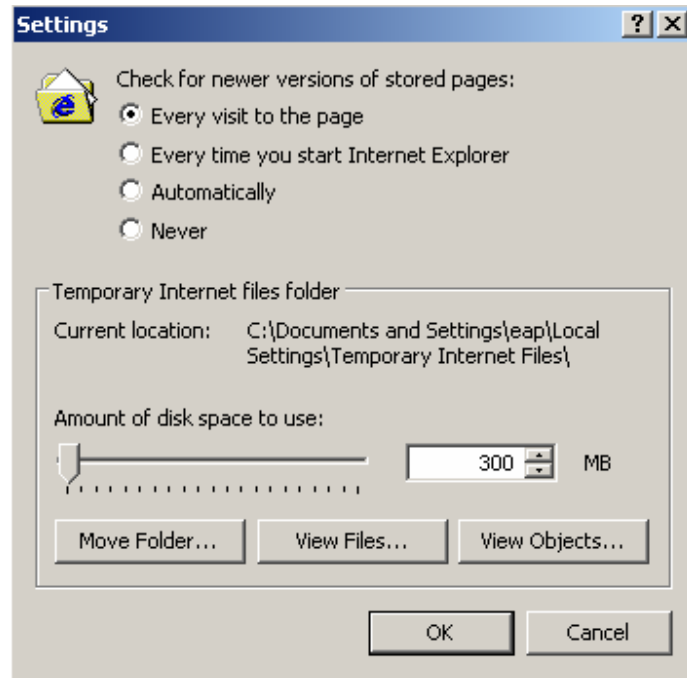 Settings
Check for newer versions of stored pages:
Every visit to the page
Every time you start Internet Explorer
Automatically
Never
Temporary Internet files folder
Current location: C:\Documents and Settings\eap\Local
Settings\Temporary Internet Files\
Amount of disk space to use:
300 MB
Move Folder... View Files... View Objects...
OK Cancel